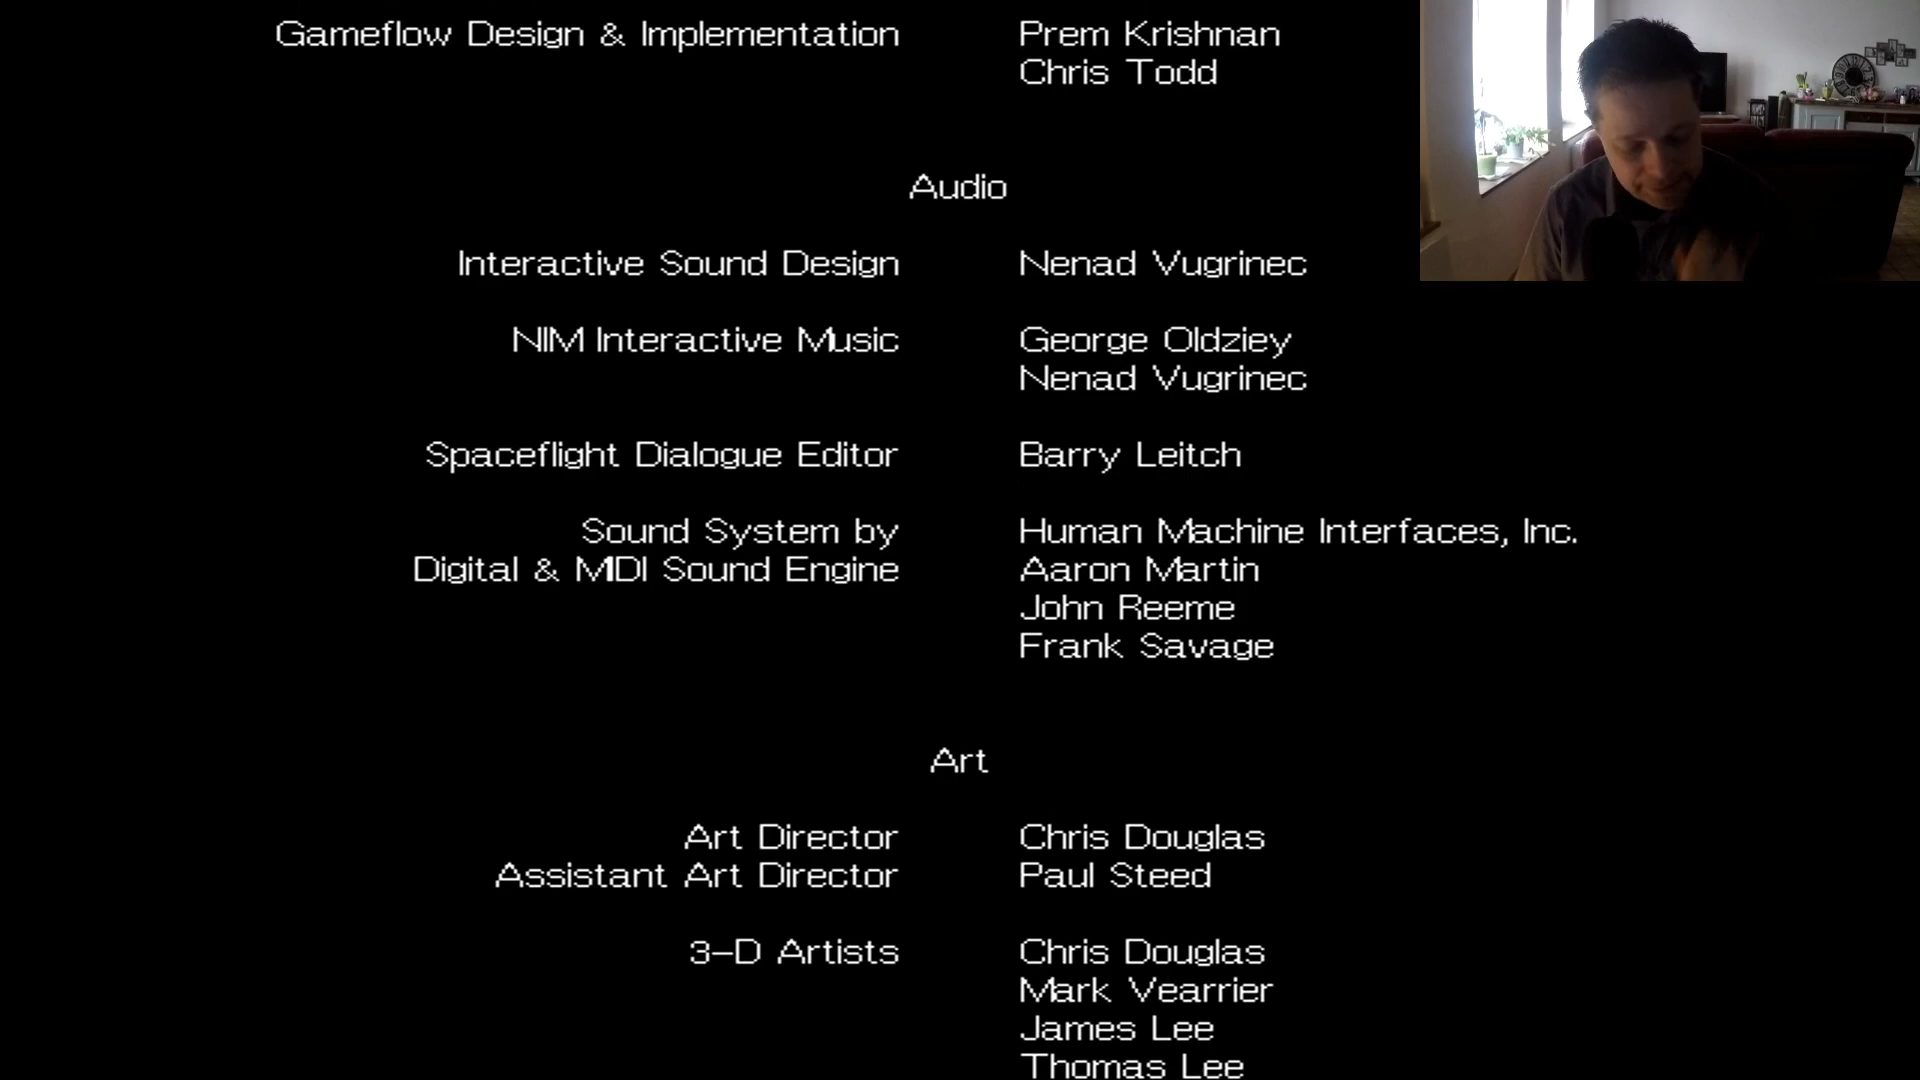 Gameflow Design & Implementation Prem Krishnan
Chris Todd
Audio
Interactive Sound Design Nenad Vugrinec
NIM Interactive Music George Oldziey
Nenad Vugrinec
Spaceflight Dialogue Editor Barry Leitch
Sound System by Human Machine Interfaces, Inc.
Digital & MIDI Sound Engine Aaron Martin
John Reeme
Frank Savage
Art
Art Director Chris Douglas
Assistant Art Director Paul Steed
3-D Artists Chris Douglas
Mark Vearrier
James Lee
Thomas Lee